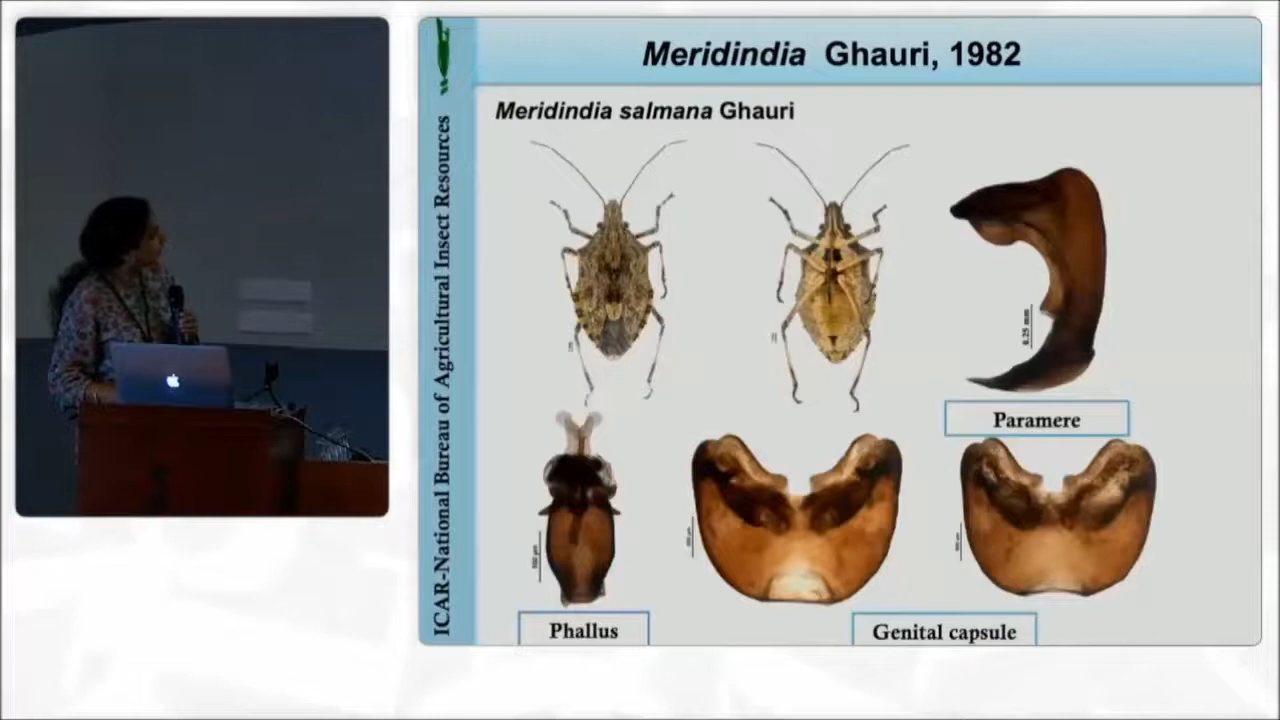 Meridindia Ghauri, 1982
Meridindia salmana Ghauri
ICAR-National Bureau of Agricultural Insect Resources
0.25 mm
Paramere
Phallus
Genital capsule